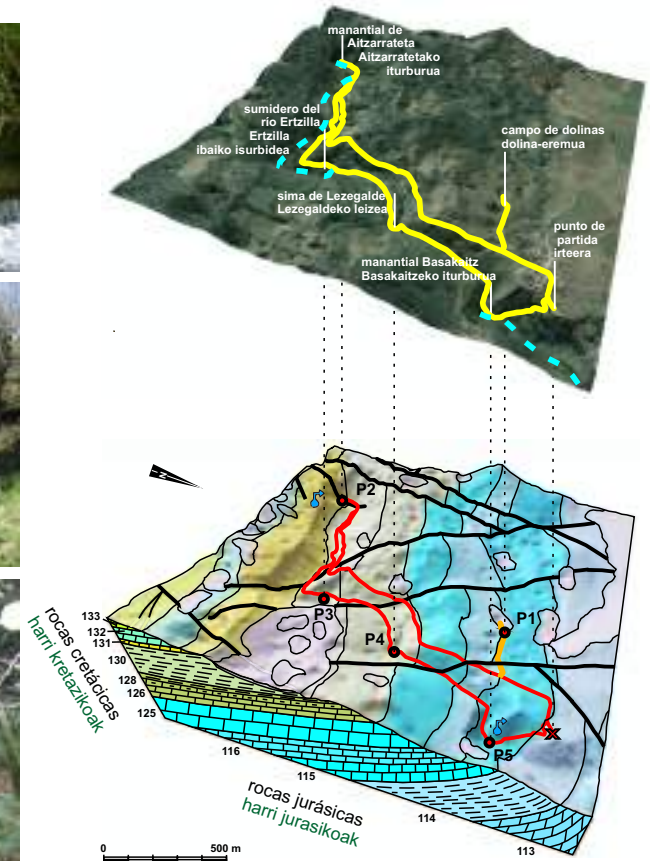 manantial de
Aitzarrateta
Aitzarratetako
iturburua
sumidero del
río Ertzilla
Ertzilla
ibaiko isurbidea
campo de dolinas
dolina-eremua
sima de Lezegalde
Lezegaldeko leizea
punto de
partida
irteera
manantial Basakaitz
Basakaitzeko iturburua
N
P2
P3
P1
P4
X
P5
133
132
131
130
128
126
125
rocas cretácicas
harri kretazikoak
116
115
114
113
rocas jurásicas
harri jurasikoak
0 500 m